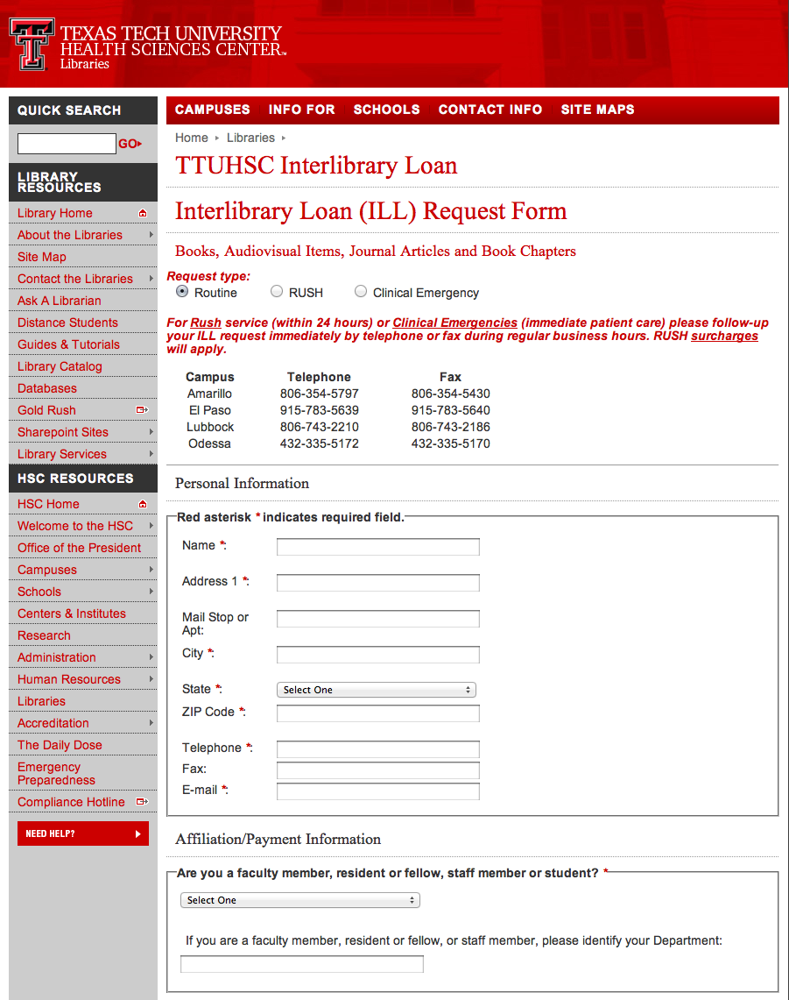 TEXAS TECH UNIVERSITY
HEALTH SCIENCES CENTER™
Libraries
QUICK SEARCH
GO
LIBRARY
RESOURCES
Library Home
About the Libraries
Site Map
Contact the Libraries
Ask A Librarian
Distance Students
Guides & Tutorials
Library Catalog
Databases
Gold Rush
Sharepoint Sites
Library Services
HSC RESOURCES
HSC Home
Welcome to the HSC
Office of the President
Campuses
Schools
Centers & Institutes
Research
Administration
Human Resources
Libraries
Accreditation
The Daily Dose
Emergency
Preparedness
Compliance Hotline
NEED HELP?
CAMPUSES INFO FOR SCHOOLS CONTACT INFO SITE MAPS
Home Libraries
TTUHSC Interlibrary Loan
Interlibrary Loan (ILL) Request Form
Books, Audiovisual Items, Journal Articles and Book Chapters
Request type:
Routine RUSH Clinical Emergency
For Rush service (within 24 hours) or Clinical Emergencies (immediate patient care) please follow-up
your ILL request immediately by telephone or fax during regular business hours. RUSH surcharges
will apply.
Campus Telephone Fax
Amarillo 806-354-5797 806-354-5430
El Paso 915-783-5639 915-783-5640
Lubbock 806-743-2210 806-743-2186
Odessa 432-335-5172 432-335-5170
Personal Information
Red asterisk * indicates required field.
Name *:
Address 1 *:
Mail Stop or
Apt:
City *:
State *: Select One
ZIP Code *:
Telephone *:
Fax:
E-mail *:
Affiliation/Payment Information
Are you a faculty member, resident or fellow, staff member or student? *
Select One
If you are a faculty member, resident or fellow, or staff member, please identify your Department: